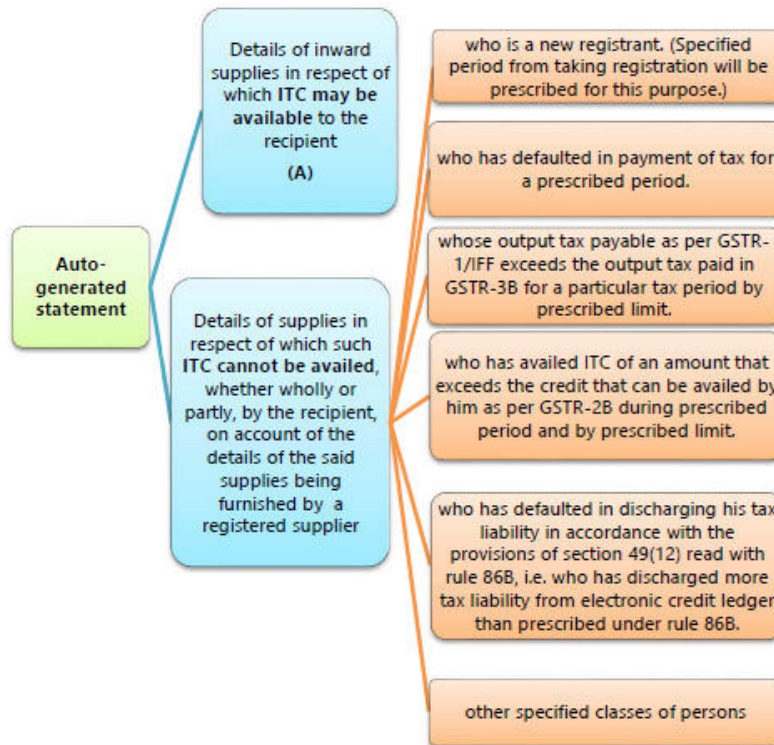 Auto-
generated
statement
Details of inward
supplies in respect of
which ITC may be
available to the
recipient
(A)
Details of supplies in
respect of which such
ITC cannot be availed,
whether wholly or
partly, by the recipient,
on account of the
details of the said
supplies being
furnished by a
registered supplier
who is a new registrant. (Specified
period from taking registration will be
prescribed for this purpose.)
who has defaulted in payment of tax for
a prescribed period.
whose output tax payable as per GSTR-
1/IFF exceeds the output tax paid in
GSTR-3B for a particular tax period by
prescribed limit.
who has availed ITC of an amount that
exceeds the credit that can be availed by
him as per GSTR-2B during prescribed
period and by prescribed limit.
who has defaulted in discharging his tax
liability in accordance with the
provisions of section 49(12) read with
rule 86B, i.e. who has discharged more
tax liability from electronic credit ledger
than prescribed under rule 86B.
other specified classes of persons